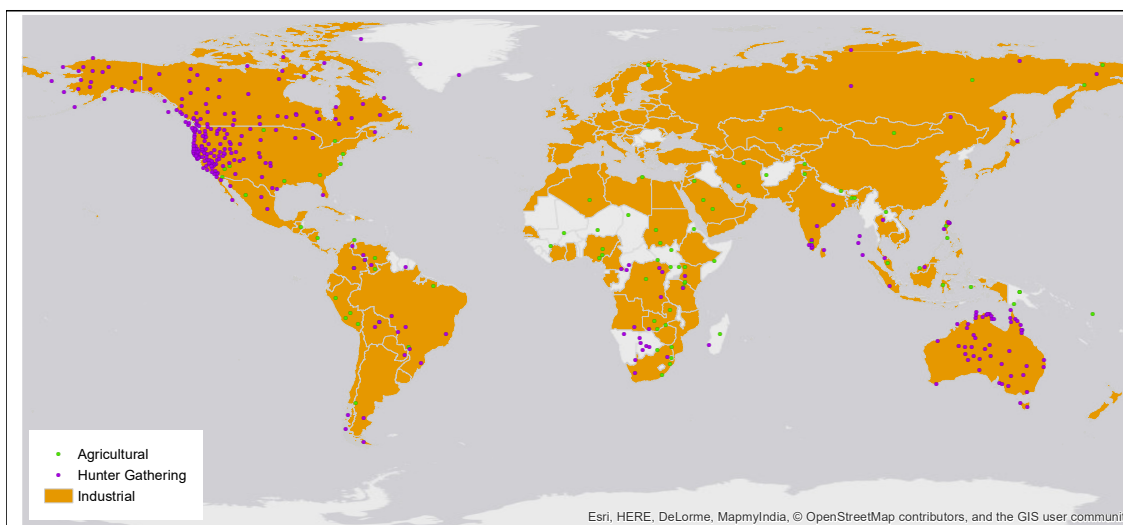 Agricultural
Hunter Gathering
Industrial
Esri, HERE, DeLorme, MapmyIndia, © OpenStreetMap contributors, and the GIS user communit